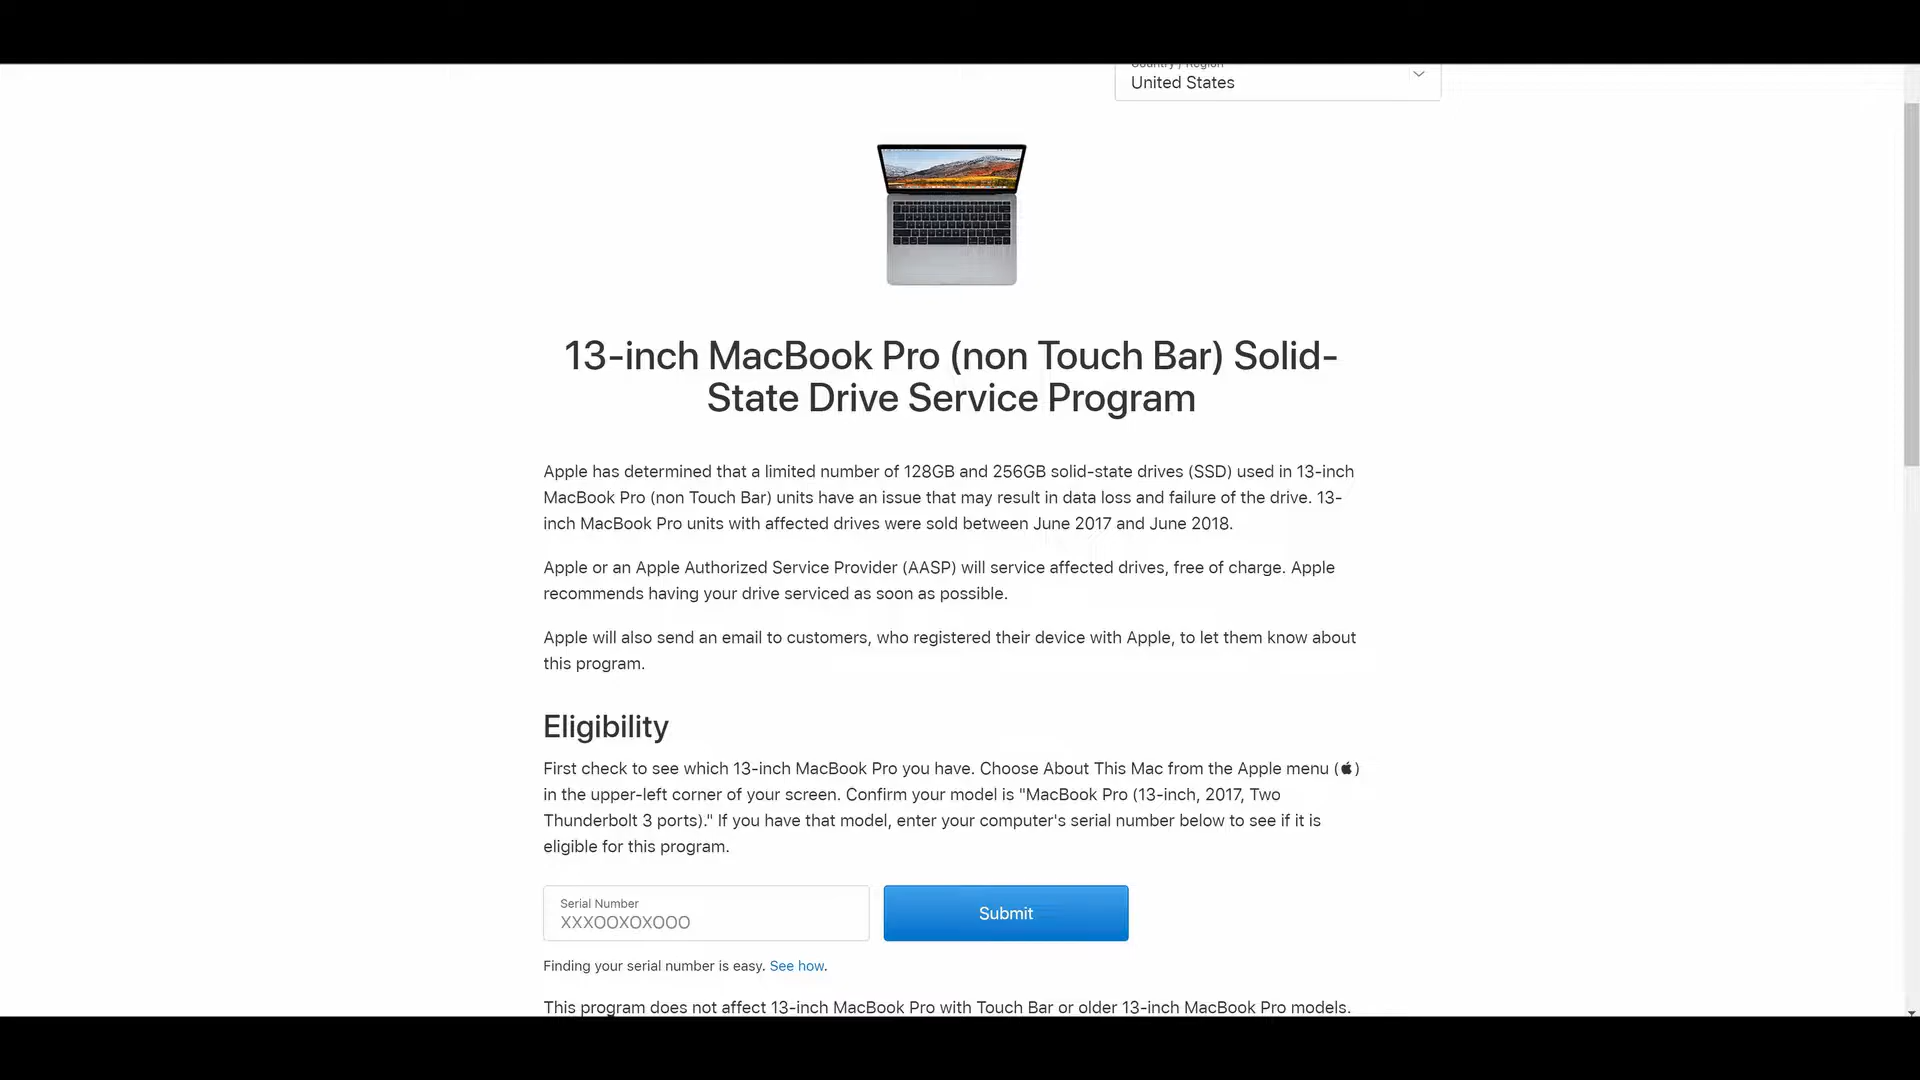 Country / Region
United States
13-inch MacBook Pro (non Touch Bar) Solid-
State Drive Service Program
Apple has determined that a limited number of 128GB and 256GB solid-state drives (SSD) used in 13-inch
MacBook Pro (non Touch Bar) units have an issue that may result in data loss and failure of the drive. 13-
inch MacBook Pro units with affected drives were sold between June 2017 and June 2018.
Apple or an Apple Authorized Service Provider (AASP) will service affected drives, free of charge. Apple
recommends having your drive serviced as soon as possible.
Apple will also send an email to customers, who registered their device with Apple, to let them know about
this program.
Eligibility
First check to see which 13-inch MacBook Pro you have. Choose About This Mac from the Apple menu ()
in the upper-left corner of your screen. Confirm your model is "MacBook Pro (13-inch, 2017, Two
Thunderbolt 3 ports)." If you have that model, enter your computer's serial number below to see if it is
eligible for this program.
Serial Number
XXXOOXOXOOO
Submit
Finding your serial number is easy. See how.
This program does not affect 13-inch MacBook Pro with Touch Bar or older 13-inch MacBook Pro models.